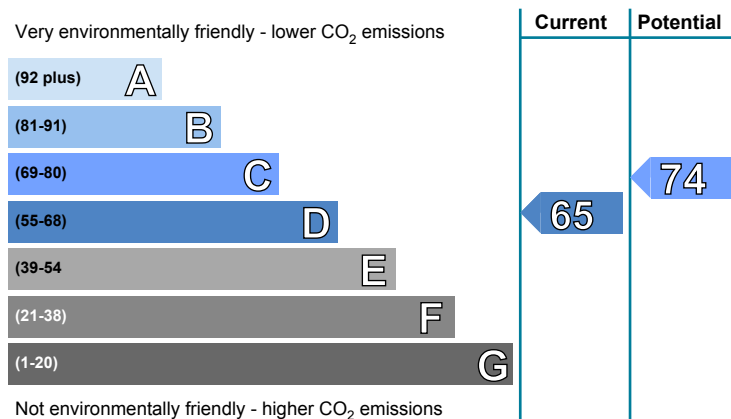 Current Potential
Very environmentally friendly - lower CO2 emissions
(92 plus) A
(81-91) B
(69-80) C
74
(55-68) D
65
(39-54 E
(21-38) F
(1-20) G
Not environmentally friendly - higher CO2 emissions